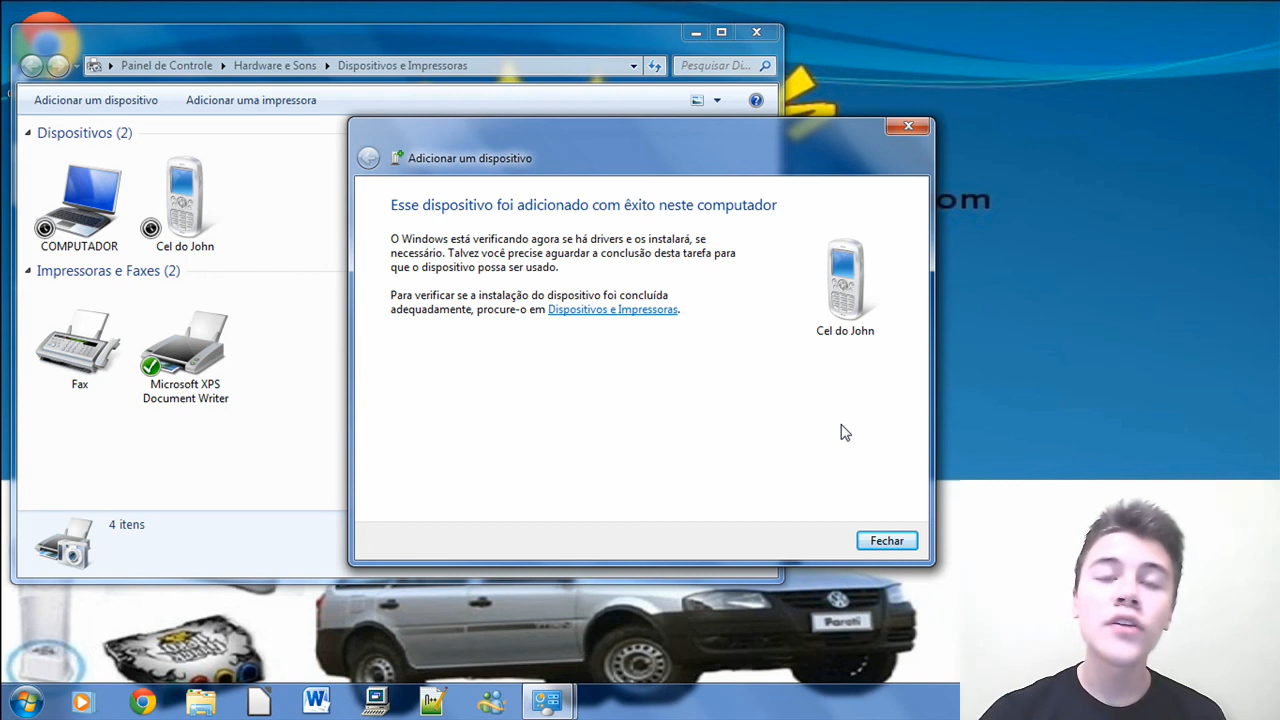 Painel de Controle
Hardware e Sons
Dispositivos e Impressoras
Pesquisar Di...
Adicionar um dispositivo
Adicionar uma impressora
Dispositivos (2)
COMPUTADOR
Cel do John
Impressoras e Faxes (2)
Fax
Microsoft XPS
Document Writer
4 itens
Adicionar um dispositivo
Esse dispositivo foi adicionado com êxito neste computador
O Windows está verificando agora se há drivers e os instalará, se
necessário. Talvez você precise aguardar a conclusão desta tarefa para
que o dispositivo possa ser usado.
Para verificar se a instalação do dispositivo foi concluída
adequadamente, procure-o em Dispositivos e Impressoras.
Cel do John
Fechar
om
Parati